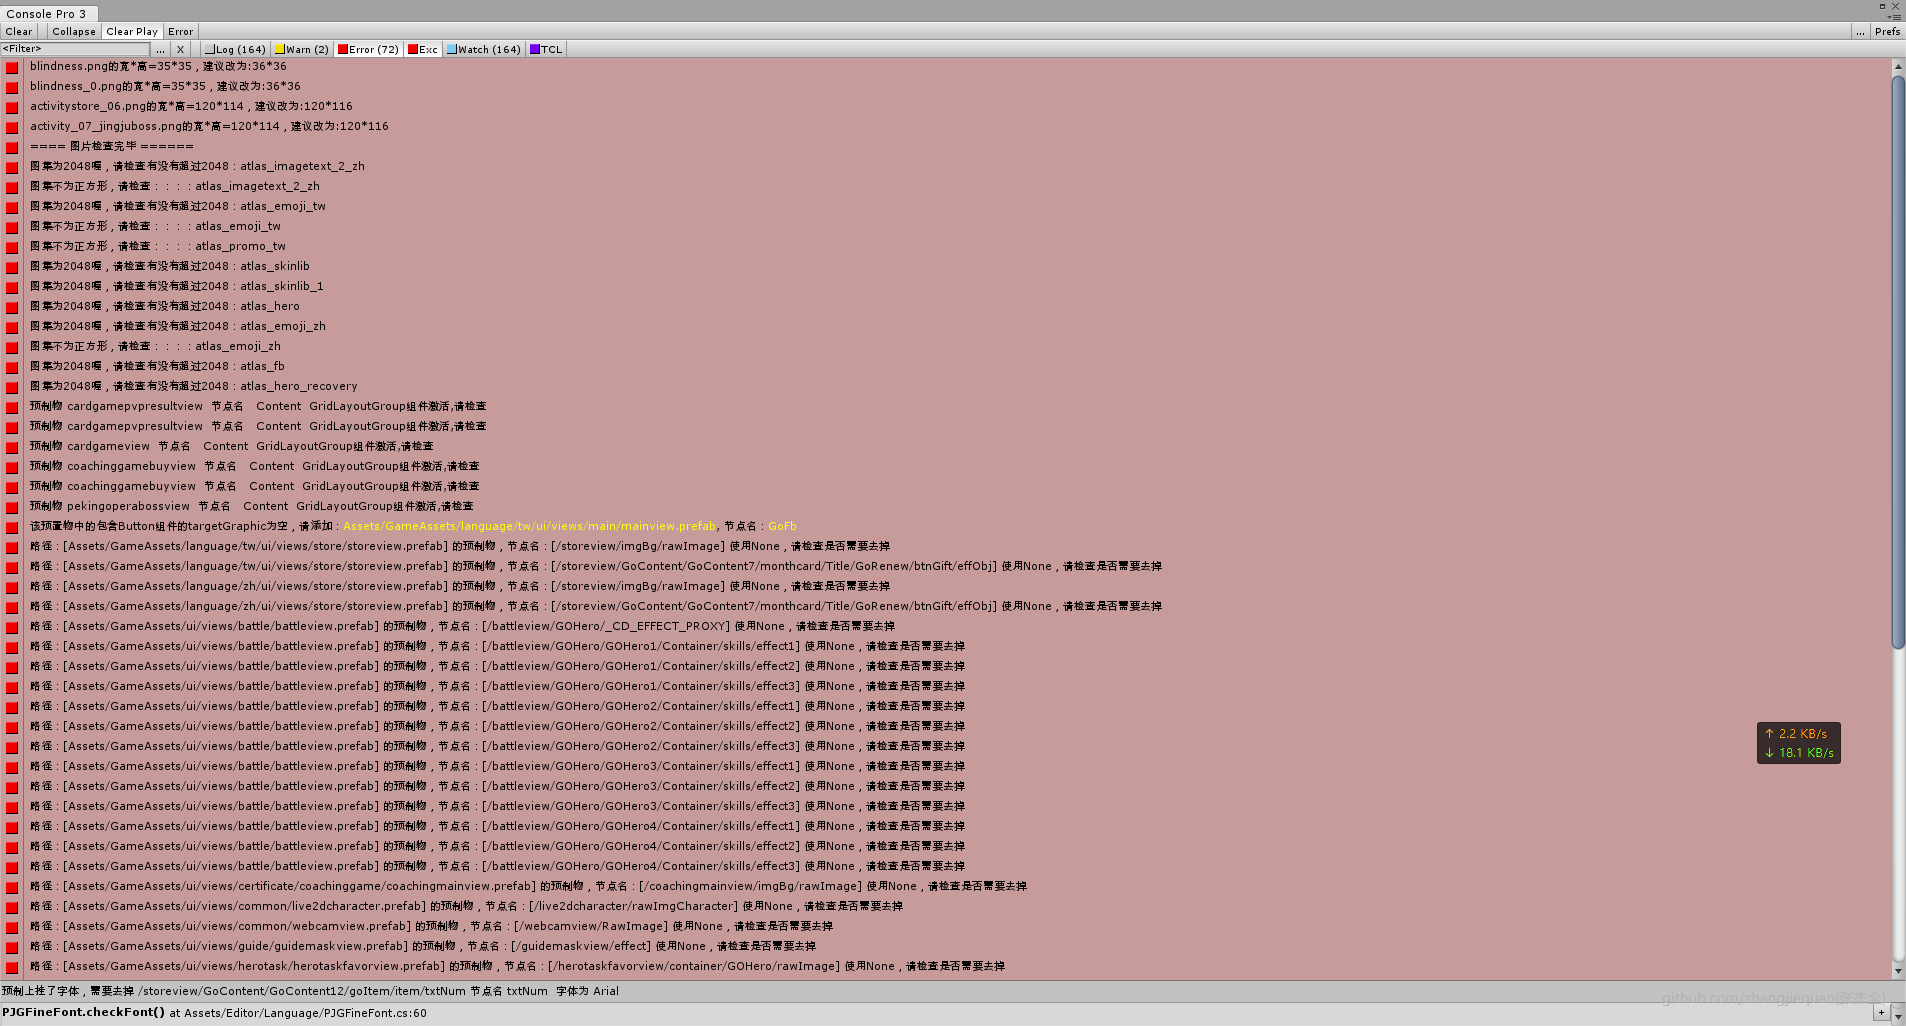 Console Pro 3
Clear Collapse Clear Play Error ... Prefs
<Filter> ... X Log (164) Warn (2) Error (72) Exc Watch (164) TCL
blindness.png的宽*高=35*35，建议改为:36*36
blindness_0.png的宽*高=35*35，建议改为:36*36
activitystore_06.png的宽*高=120*114，建议改为:120*116
activity_07_jingjuboss.png的宽*高=120*114，建议改为:120*116
==== 图片检查完毕 ======
图集为2048喔，请检查有没有超过2048：atlas_imagetext_2_zh
图集不为正方形，请检查：：：：atlas_imagetext_2_zh
图集为2048喔，请检查有没有超过2048：atlas_emoji_tw
图集不为正方形，请检查：：：：atlas_emoji_tw
图集不为正方形，请检查：：：：atlas_promo_tw
图集为2048喔，请检查有没有超过2048：atlas_skinlib
图集为2048喔，请检查有没有超过2048：atlas_skinlib_1
图集为2048喔，请检查有没有超过2048：atlas_hero
图集为2048喔，请检查有没有超过2048：atlas_emoji_zh
图集不为正方形，请检查：：：：atlas_emoji_zh
图集为2048喔，请检查有没有超过2048：atlas_fb
图集为2048喔，请检查有没有超过2048：atlas_hero_recovery
预制物 cardgamepvpresultview 节点名 Content GridLayoutGroup组件激活,请检查
预制物 cardgamepvpresultview 节点名 Content GridLayoutGroup组件激活,请检查
预制物 cardgameview 节点名 Content GridLayoutGroup组件激活,请检查
预制物 coachinggamebuyview 节点名 Content GridLayoutGroup组件激活,请检查
预制物 coachinggamebuyview 节点名 Content GridLayoutGroup组件激活,请检查
预制物 pekingoperabossview 节点名 Content GridLayoutGroup组件激活,请检查
该预置物中的包含Button组件的targetGraphic为空，请添加：Assets/GameAssets/language/tw/ui/views/main/mainview.prefab, 节点名：GoFb
路径：[Assets/GameAssets/language/tw/ui/views/store/storeview.prefab] 的预制物，节点名：[/storeview/imgBg/rawImage] 使用None，请检查是否需要去掉
路径：[Assets/GameAssets/language/tw/ui/views/store/storeview.prefab] 的预制物，节点名：[/storeview/GoContent/GoContent7/monthcard/Title/GoRenew/btnGift/effObj] 使用None，请检查是否需要去掉
路径：[Assets/GameAssets/language/zh/ui/views/store/storeview.prefab] 的预制物，节点名：[/storeview/imgBg/rawImage] 使用None，请检查是否需要去掉
路径：[Assets/GameAssets/language/zh/ui/views/store/storeview.prefab] 的预制物，节点名：[/storeview/GoContent/GoContent7/monthcard/Title/GoRenew/btnGift/effObj] 使用None，请检查是否需要去掉
路径：[Assets/GameAssets/ui/views/battle/battleview.prefab] 的预制物，节点名：[/battleview/GOHero/_CD_EFFECT_PROXY] 使用None，请检查是否需要去掉
路径：[Assets/GameAssets/ui/views/battle/battleview.prefab] 的预制物，节点名：[/battleview/GOHero/GOHero1/Container/skills/effect1] 使用None，请检查是否需要去掉
路径：[Assets/GameAssets/ui/views/battle/battleview.prefab] 的预制物，节点名：[/battleview/GOHero/GOHero1/Container/skills/effect2] 使用None，请检查是否需要去掉
路径：[Assets/GameAssets/ui/views/battle/battleview.prefab] 的预制物，节点名：[/battleview/GOHero/GOHero1/Container/skills/effect3] 使用None，请检查是否需要去掉
路径：[Assets/GameAssets/ui/views/battle/battleview.prefab] 的预制物，节点名：[/battleview/GOHero/GOHero2/Container/skills/effect1] 使用None，请检查是否需要去掉
路径：[Assets/GameAssets/ui/views/battle/battleview.prefab] 的预制物，节点名：[/battleview/GOHero/GOHero2/Container/skills/effect2] 使用None，请检查是否需要去掉
路径：[Assets/GameAssets/ui/views/battle/battleview.prefab] 的预制物，节点名：[/battleview/GOHero/GOHero2/Container/skills/effect3] 使用None，请检查是否需要去掉
路径：[Assets/GameAssets/ui/views/battle/battleview.prefab] 的预制物，节点名：[/battleview/GOHero/GOHero3/Container/skills/effect1] 使用None，请检查是否需要去掉
路径：[Assets/GameAssets/ui/views/battle/battleview.prefab] 的预制物，节点名：[/battleview/GOHero/GOHero3/Container/skills/effect2] 使用None，请检查是否需要去掉
路径：[Assets/GameAssets/ui/views/battle/battleview.prefab] 的预制物，节点名：[/battleview/GOHero/GOHero3/Container/skills/effect3] 使用None，请检查是否需要去掉
路径：[Assets/GameAssets/ui/views/battle/battleview.prefab] 的预制物，节点名：[/battleview/GOHero/GOHero4/Container/skills/effect1] 使用None，请检查是否需要去掉
路径：[Assets/GameAssets/ui/views/battle/battleview.prefab] 的预制物，节点名：[/battleview/GOHero/GOHero4/Container/skills/effect2] 使用None，请检查是否需要去掉
路径：[Assets/GameAssets/ui/views/battle/battleview.prefab] 的预制物，节点名：[/battleview/GOHero/GOHero4/Container/skills/effect3] 使用None，请检查是否需要去掉
路径：[Assets/GameAssets/ui/views/certificate/coachinggame/coachingmainview.prefab] 的预制物，节点名：[/coachingmainview/imgBg/rawImage] 使用None，请检查是否需要去掉
路径：[Assets/GameAssets/ui/views/common/live2dcharacter.prefab] 的预制物，节点名：[/live2dcharacter/rawImgCharacter] 使用None，请检查是否需要去掉
路径：[Assets/GameAssets/ui/views/common/webcamview.prefab] 的预制物，节点名：[/webcamview/RawImage] 使用None，请检查是否需要去掉
路径：[Assets/GameAssets/ui/views/guide/guidemaskview.prefab] 的预制物，节点名：[/guidemaskview/effect] 使用None，请检查是否需要去掉
路径：[Assets/GameAssets/ui/views/herotask/herotaskfavorview.prefab] 的预制物，节点名：[/herotaskfavorview/container/GOHero/rawImage] 使用None，请检查是否需要去掉
↑ 2.2 KB/s
↓ 18.1 KB/s
预制上拴了字体，需要去掉 /storeview/GoContent/GoContent12/goItem/item/txtNum 节点名 txtNum 字体为 Arial
github.com/zhangjiequan(张杰全)
PJGFineFont.checkFont() at Assets/Editor/Language/PJGFineFont.cs:60
+